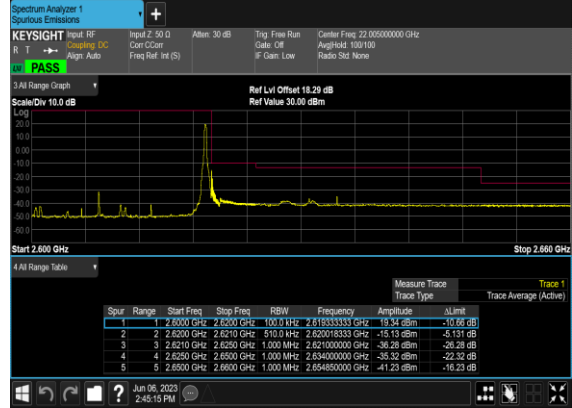 Spectrum Analyzer 1
Spurious Emissions
+
KEYSIGHT Input: RF Input Z: 50 Ω Atten: 30 dB Trig: Free Run Center Freq: 22.005000000 GHz
R T Coupling: DC Corr CCorr Gate: Off Avg|Hold: 100/100
Align: Auto Freq Ref: Int (S) IF Gain: Low Radio Std: None
LW PASS
3 All Range Graph Ref Lvl Offset 18.29 dB
Scale/Div 10.0 dB Ref Value 30.00 dBm
Log
20.0
10.0
0.00
-10.0
-20.0
-30.0
-40.0
-50.0
-60.0
Start 2.600 GHz Stop 2.660 GHz
4 All Range Table
Measure Trace Trace 1
Trace Type Trace Average (Active)
Spur Range Start Freq Stop Freq RBW Frequency Amplitude ΔLimit
1 1 2.6000 GHz 2.6200 GHz 100.0 kHz 2.619333333 GHz 19.34 dBm -10.66 dB
2 2 2.6200 GHz 2.6210 GHz 510.0 kHz 2.620018333 GHz -15.13 dBm -5.131 dB
3 3 2.6210 GHz 2.6250 GHz 1.000 MHz 2.621000000 GHz -36.28 dBm -26.28 dB
4 4 2.6250 GHz 2.6500 GHz 1.000 MHz 2.634000000 GHz -35.32 dBm -22.32 dB
5 5 2.6500 GHz 2.6600 GHz 1.000 MHz 2.654850000 GHz -41.23 dBm -16.23 dB
? Jun 06, 2023
2:45:15 PM